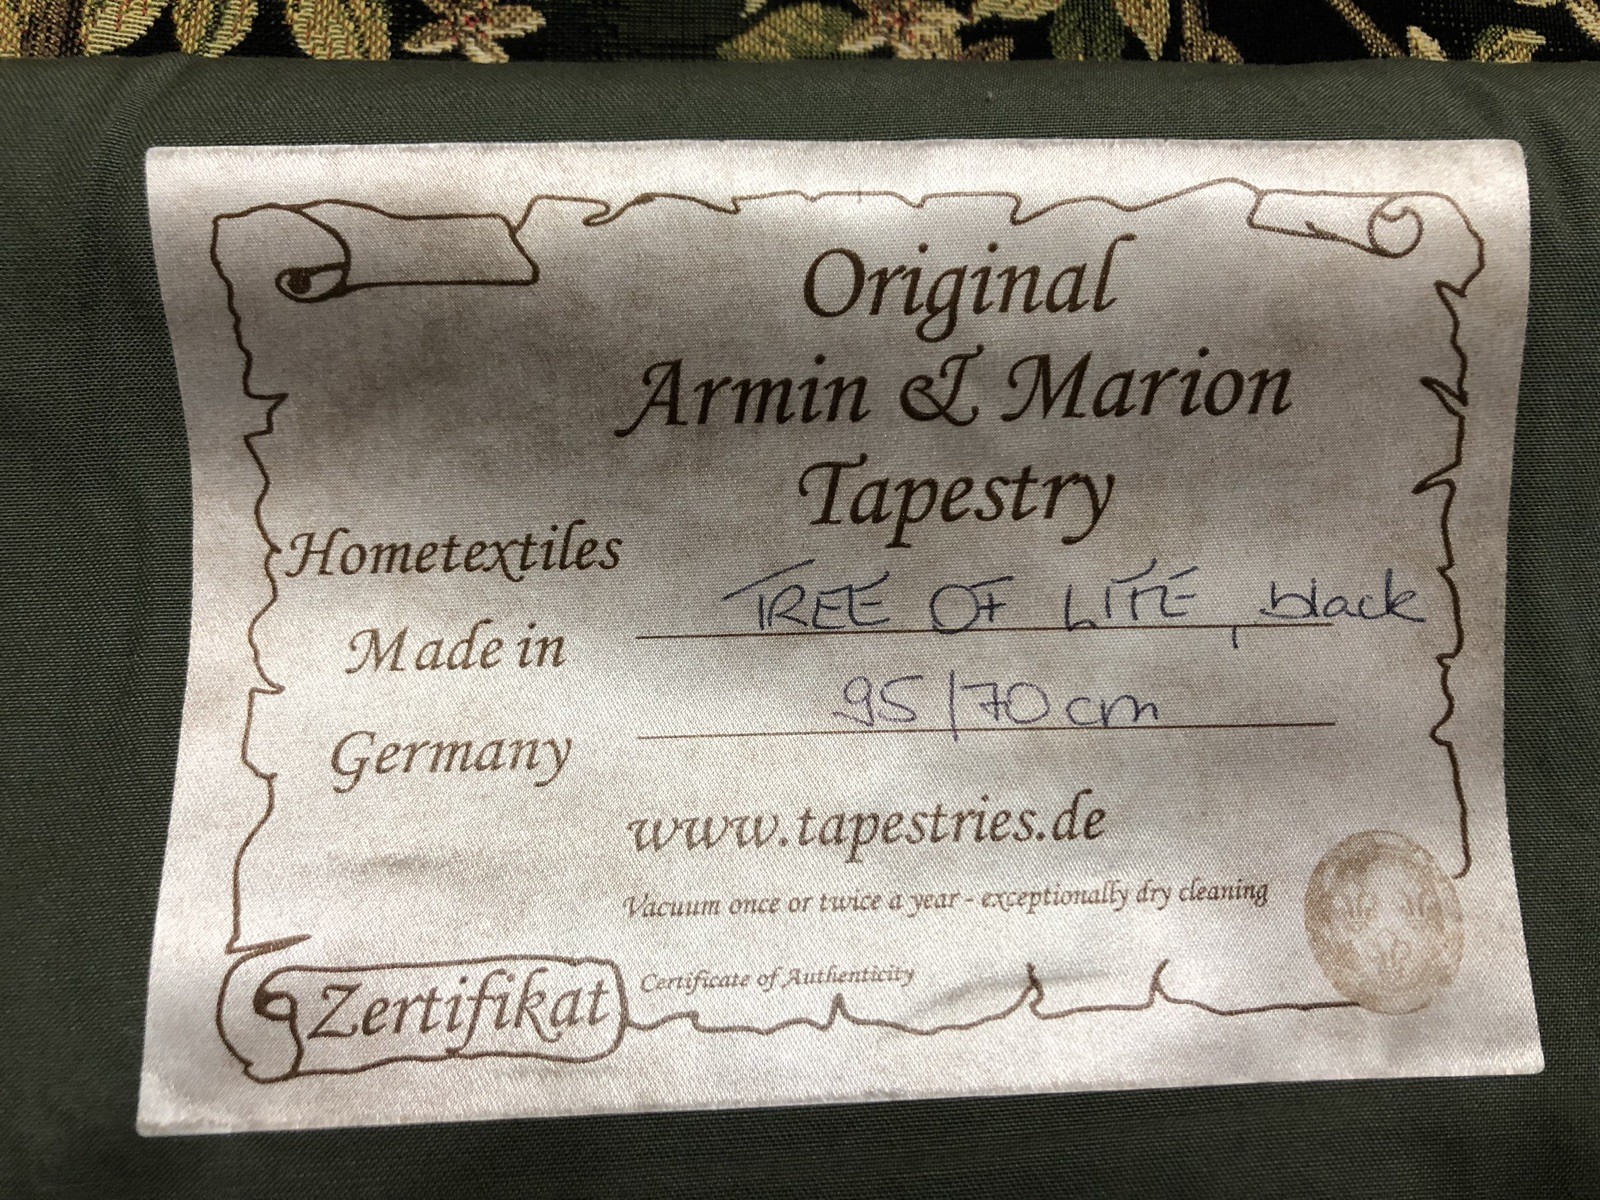 Original
Armin & Marion
Tapestry
Hometextiles
Made in
Germany
TREE OF LIFE, black
95/70 cm
www.tapestries.de
Vacuum once or twice a year - exceptionally dry cleaning
Zertifikat
Certificate of Authenticity